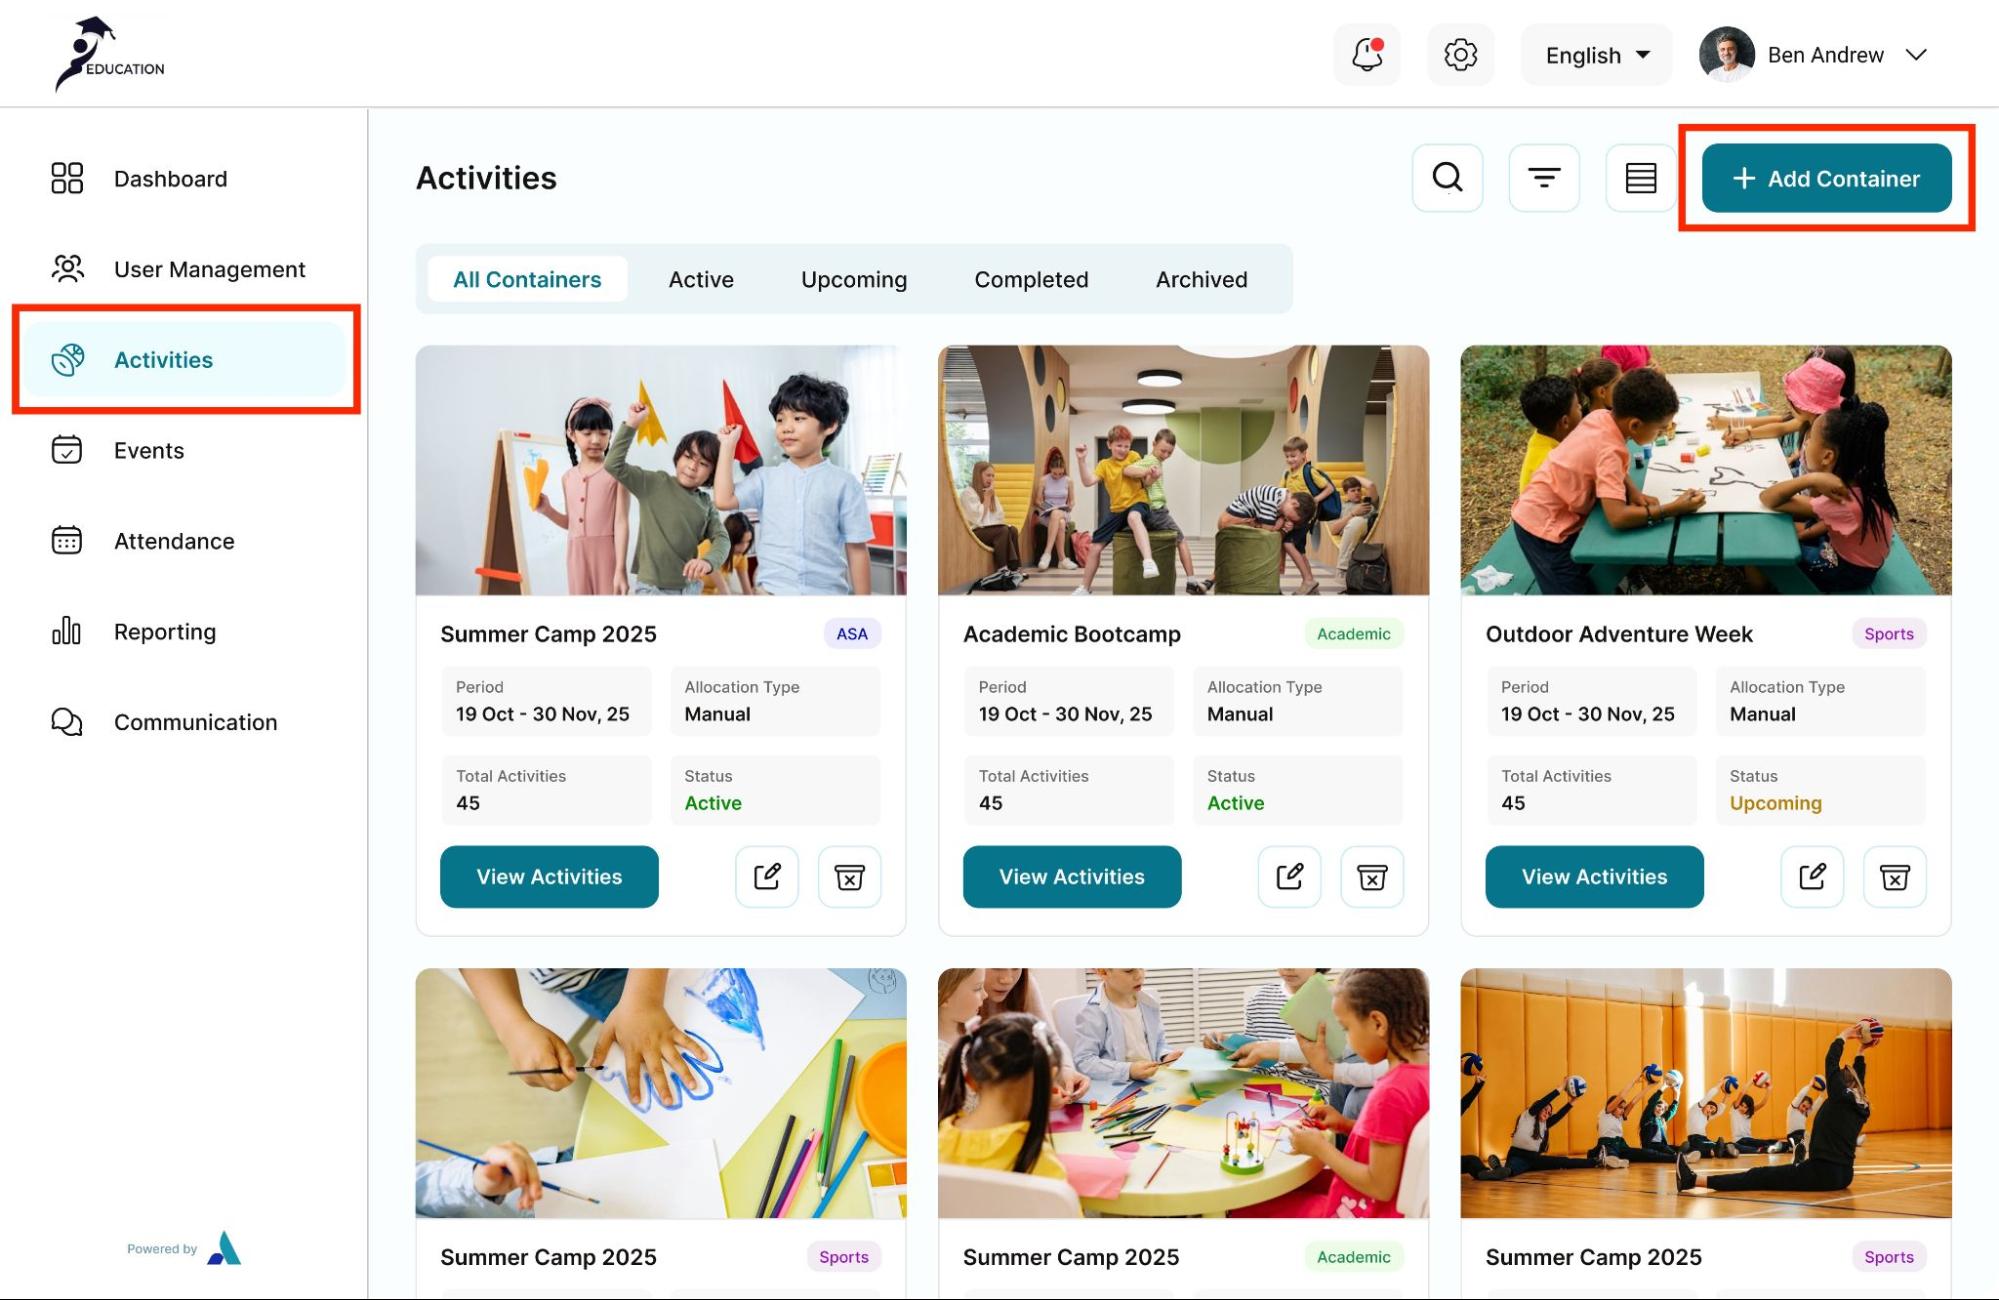 EDUCATION
English
Ben Andrew
Dashboard
User Management
Activities
Events
Attendance
Reporting
Communication
Powered by
Activities
+ Add Container
All Containers
Active
Upcoming
Completed
Archived
Summer Camp 2025
ASA
Period
19 Oct - 30 Nov, 25
Allocation Type
Manual
Total Activities
45
Status
Active
View Activities
Academic Bootcamp
Academic
Period
19 Oct - 30 Nov, 25
Allocation Type
Manual
Total Activities
45
Status
Active
View Activities
Outdoor Adventure Week
Sports
Period
19 Oct - 30 Nov, 25
Allocation Type
Manual
Total Activities
45
Status
Upcoming
View Activities
Summer Camp 2025
Sports
Summer Camp 2025
Academic
Summer Camp 2025
Sports